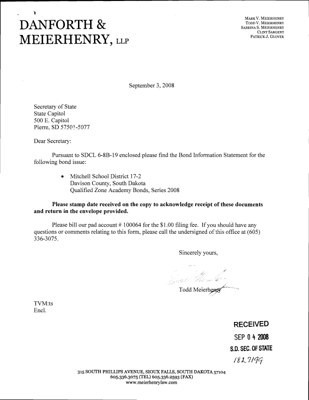 DANFORTH &
MEIERHENRY, LLP
MARK V. MEIERHENRY
TODD V. MEIERHENRY
SABRINA S. MEIERHENRY
CLINT SARGENT
PATRICK J. GLOVER
September 3, 2008
Secretary of State
State Capitol
500 E. Capitol
Pierre, SD 57501-5077
Dear Secretary:
Pursuant to SDCL 6-8B-19 enclosed please find the Bond Information Statement for the
following bond issue:
• Mitchell School District 17-2
Davison County, South Dakota
Qualified Zone Academy Bonds, Series 2008
Please stamp date received on the copy to acknowledge receipt of these documents
and return in the envelope provided.
Please bill our pad account # 100064 for the $1.00 filing fee. If you should have any
questions or comments relating to this form, please call the undersigned of this office at (605)
336-3075.
Sincerely yours,
Todd Meierhenry
TVM:ts
Encl.
RECEIVED
SEP 04 2008
S.D. SEC. OF STATE
315 SOUTH PHILLIPS AVENUE, SIOUX FALLS, SOUTH DAKOTA 57104
605.336.3075 (TEL) 605.336.2593 (FAX)
www.meierhenrylaw.com